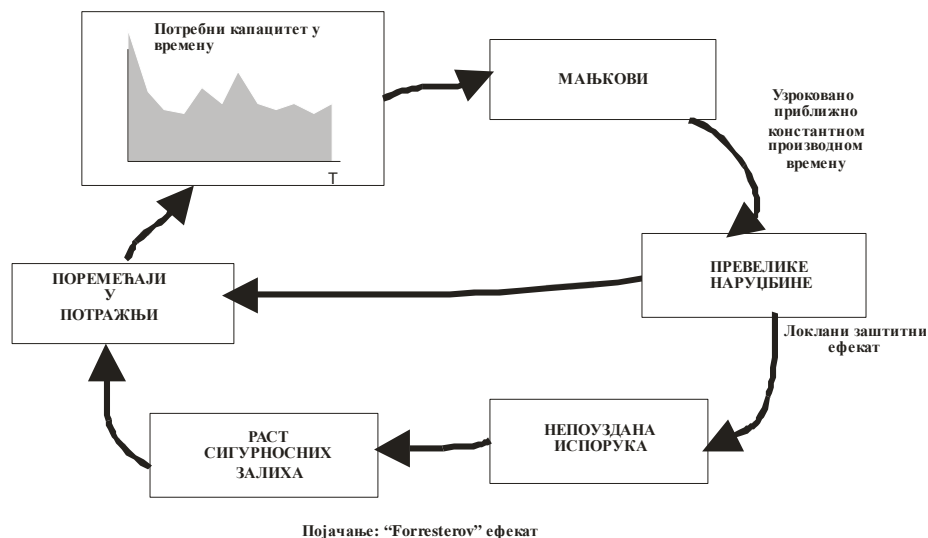 Потребни капацитет у
времену
Т
МАЊКОВИ
Узроковано
приближно
константном
производном
времену
ПРЕВЕЛИКЕ
НАРУЏБИНЕ
Локлани заштитни
ефекат
НЕПОУЗДАНА
ИСПОРУКА
РАСТ
СИГУРНОСНИХ
ЗАЛИХА
ПОРЕМЕЋАЈИ
У
ПОТРАЖЊИ
Појачање: “Forresterov” ефекат